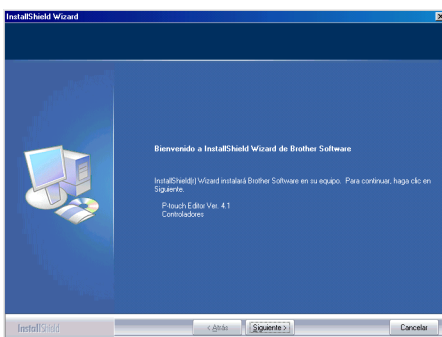 InstallShield Wizard
Bienvenido a InstallShield Wizard de Brother Software
InstallShield(r) Wizard instalará Brother Software en su equipo. Para continuar, haga clic en
Siguiente.
P-touch Editor Ver. 4.1
Controladores
InstallShield
< Atrás
Siguiente >
Cancelar